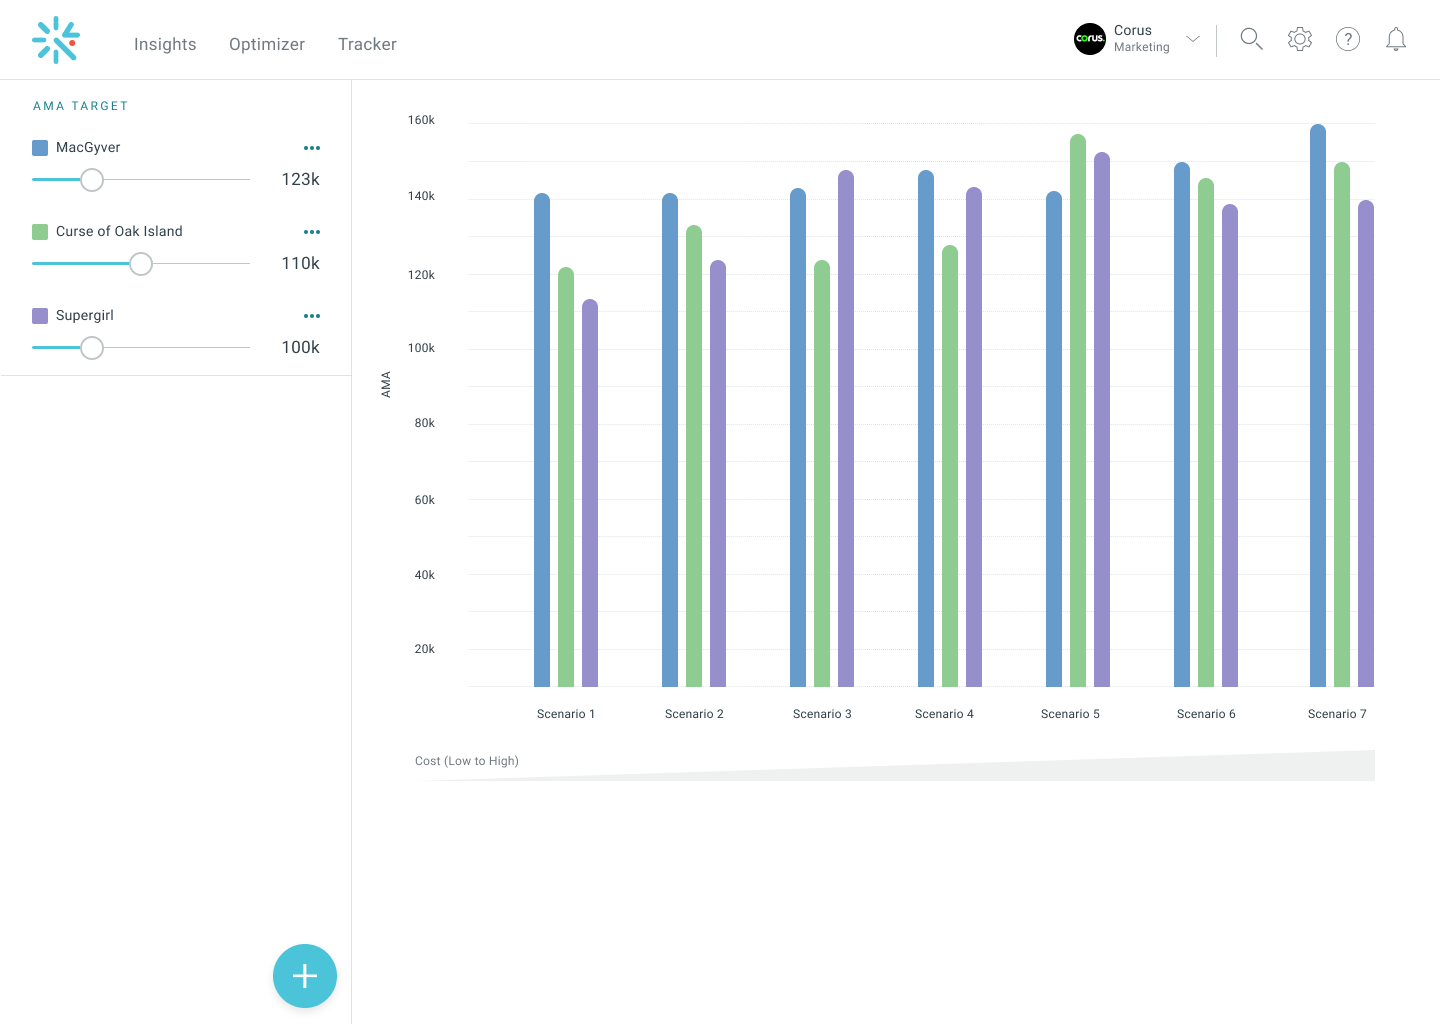 Insights Optimizer Tracker
corus.
Corus
Marketing
?
AMA TARGET
MacGyver
123k
Curse of Oak Island
110k
Supergirl
100k
160k
140k
120k
100k
80k
60k
40k
20k
AMA
Scenario 1 Scenario 2 Scenario 3 Scenario 4 Scenario 5 Scenario 6 Scenario 7
Cost (Low to High)